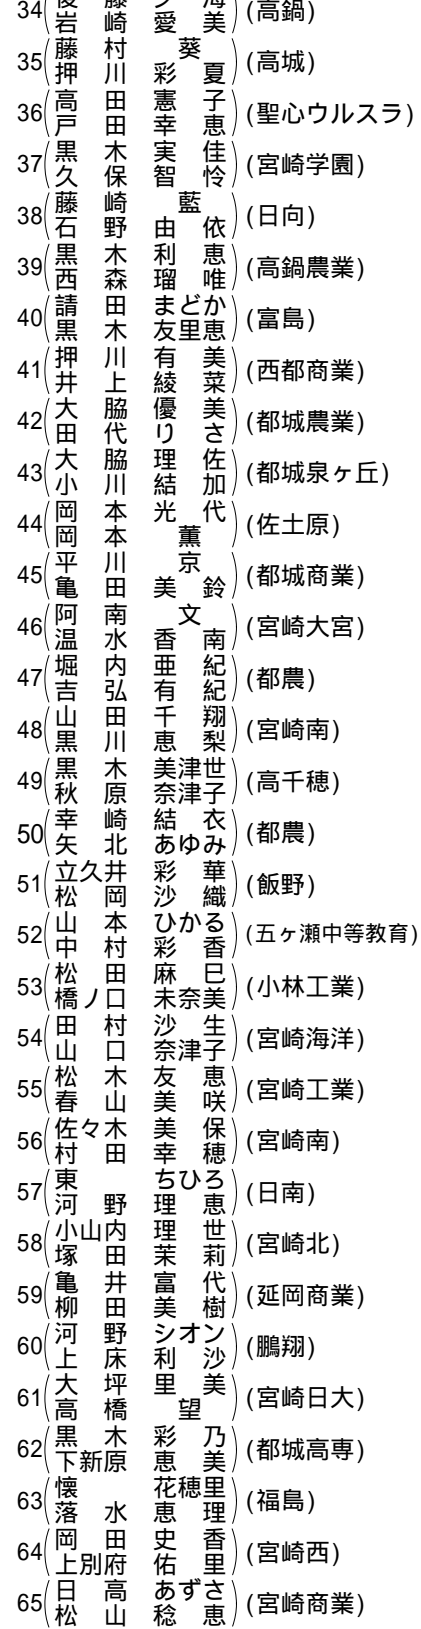 34 岩崎愛美 (高鍋)
35 藤村葵 (高城)
押川彩夏
36 高田憲子 (聖心ウルスラ)
戸田幸恵
37 黒木実佳 (宮崎学園)
久保智怜
38 藤崎藍 (日向)
石野由依
39 黒木利恵 (高鍋農業)
西森瑠唯
40 請田まどか (富島)
黒木友里恵
41 押川有美 (西都商業)
井上綾菜
42 大脇優美 (都城農業)
田代りさ
43 大脇理佐 (都城泉ヶ丘)
小川結加
44 岡本光代 (佐土原)
岡本薫
45 平川京 (都城商業)
亀田美鈴
46 阿南文 (宮崎大宮)
温水香南
47 堀内亜紀 (都農)
吉弘有紀
48 山田千翔 (宮崎南)
黒川恵梨
49 黒木美津世 (高千穂)
秋原奈津子
50 幸崎結衣 (都農)
矢北あゆみ
51 立久井彩華 (飯野)
松岡沙織
52 山本ひかる (五ヶ瀬中等教育)
中村彩香
53 松田麻巳 (小林工業)
橋ノ口未奈美
54 田村沙生 (宮崎海洋)
山口奈津子
55 松木友恵 (宮崎工業)
春山美咲
56 佐々木美保 (宮崎南)
村田幸穂
57 東ちひろ (日南)
河野理恵
58 小山内理世 (宮崎北)
塚田茉莉
59 亀井富代 (延岡商業)
柳田美樹
60 河野シオン (鵬翔)
上床利沙
61 大坪里美 (宮崎日大)
高橋望
62 黒木彩乃 (都城高専)
下新原恵美
63 懐花穂里 (福島)
落水恵理
64 岡田史香 (宮崎西)
上別府佑里
65 日高あずさ (宮崎商業)
松山稔恵